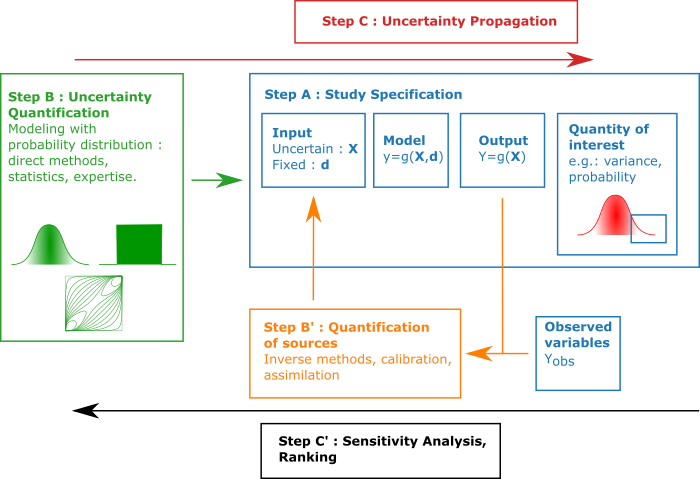 Step C : Uncertainty Propagation
Step B : Uncertainty
Quantification
Modeling with
probability distribution :
direct methods,
statistics, expertise.
Step A : Study Specification
Input
Uncertain : X
Fixed : d
Model
y=g(X,d)
Output
Y=g(X)
Quantity of
interest
e.g.: variance,
probability
Step B' : Quantification
of sources
Inverse methods, calibration,
assimilation
Observed
variables
Yobs
Step C' : Sensitivity Analysis,
Ranking